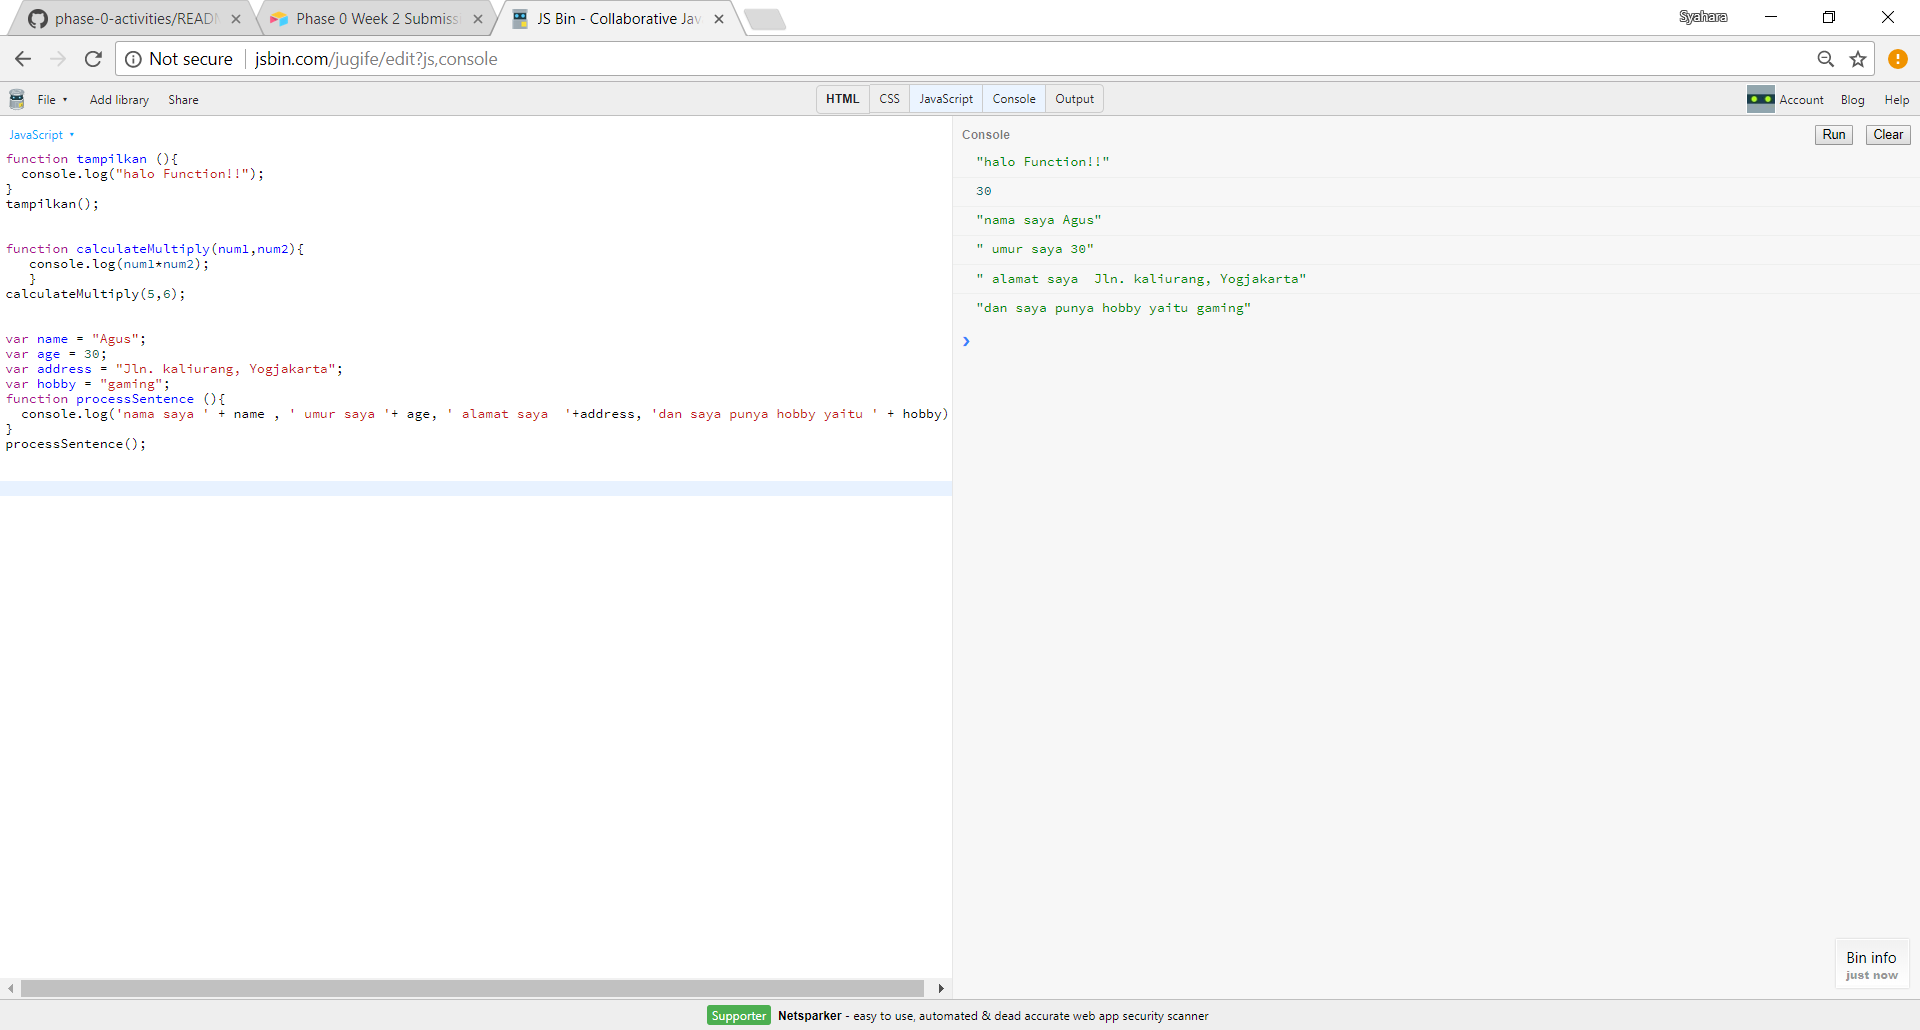 phase-0-activities/READM
Phase 0 Week 2 Submiss
JS Bin - Collaborative Jav
Syahara
Not secure
jsbin.com/jugife/edit?js,console
File
Add library
Share
HTML
CSS
JavaScript
Console
Output
Account
Blog
Help
JavaScript
function tampilkan (){
  console.log("halo Function!!");
}
tampilkan();
function calculateMultiply(num1,num2){
   console.log(num1*num2);
   }
calculateMultiply(5,6);
var name = "Agus";
var age = 30;
var address = "Jln. kaliurang, Yogjakarta";
var hobby = "gaming";
function processSentence (){
  console.log('nama saya ' + name , ' umur saya '+ age, ' alamat saya  '+address, 'dan saya punya hobby yaitu ' + hobby)
}
processSentence();
Console
Run
Clear
"halo Function!!"
30
"nama saya Agus"
" umur saya 30"
" alamat saya  Jln. kaliurang, Yogjakarta"
"dan saya punya hobby yaitu gaming"
Bin info
just now
Supporter Netsparker - easy to use, automated & dead accurate web app security scanner